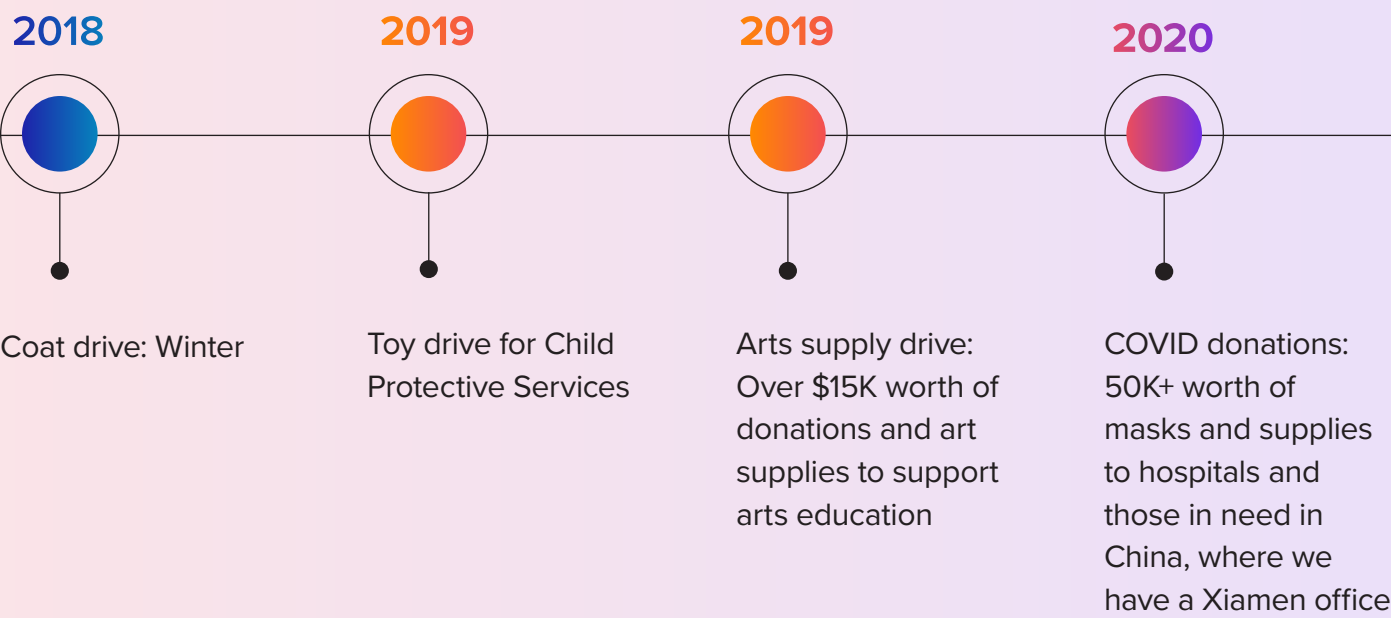 2018
Coat drive: Winter
2019
Toy drive for Child
Protective Services
2019
Arts supply drive:
Over $15K worth of
donations and art
supplies to support
arts education
2020
COVID donations:
50K+ worth of
masks and supplies
to hospitals and
those in need in
China, where we
have a Xiamen office